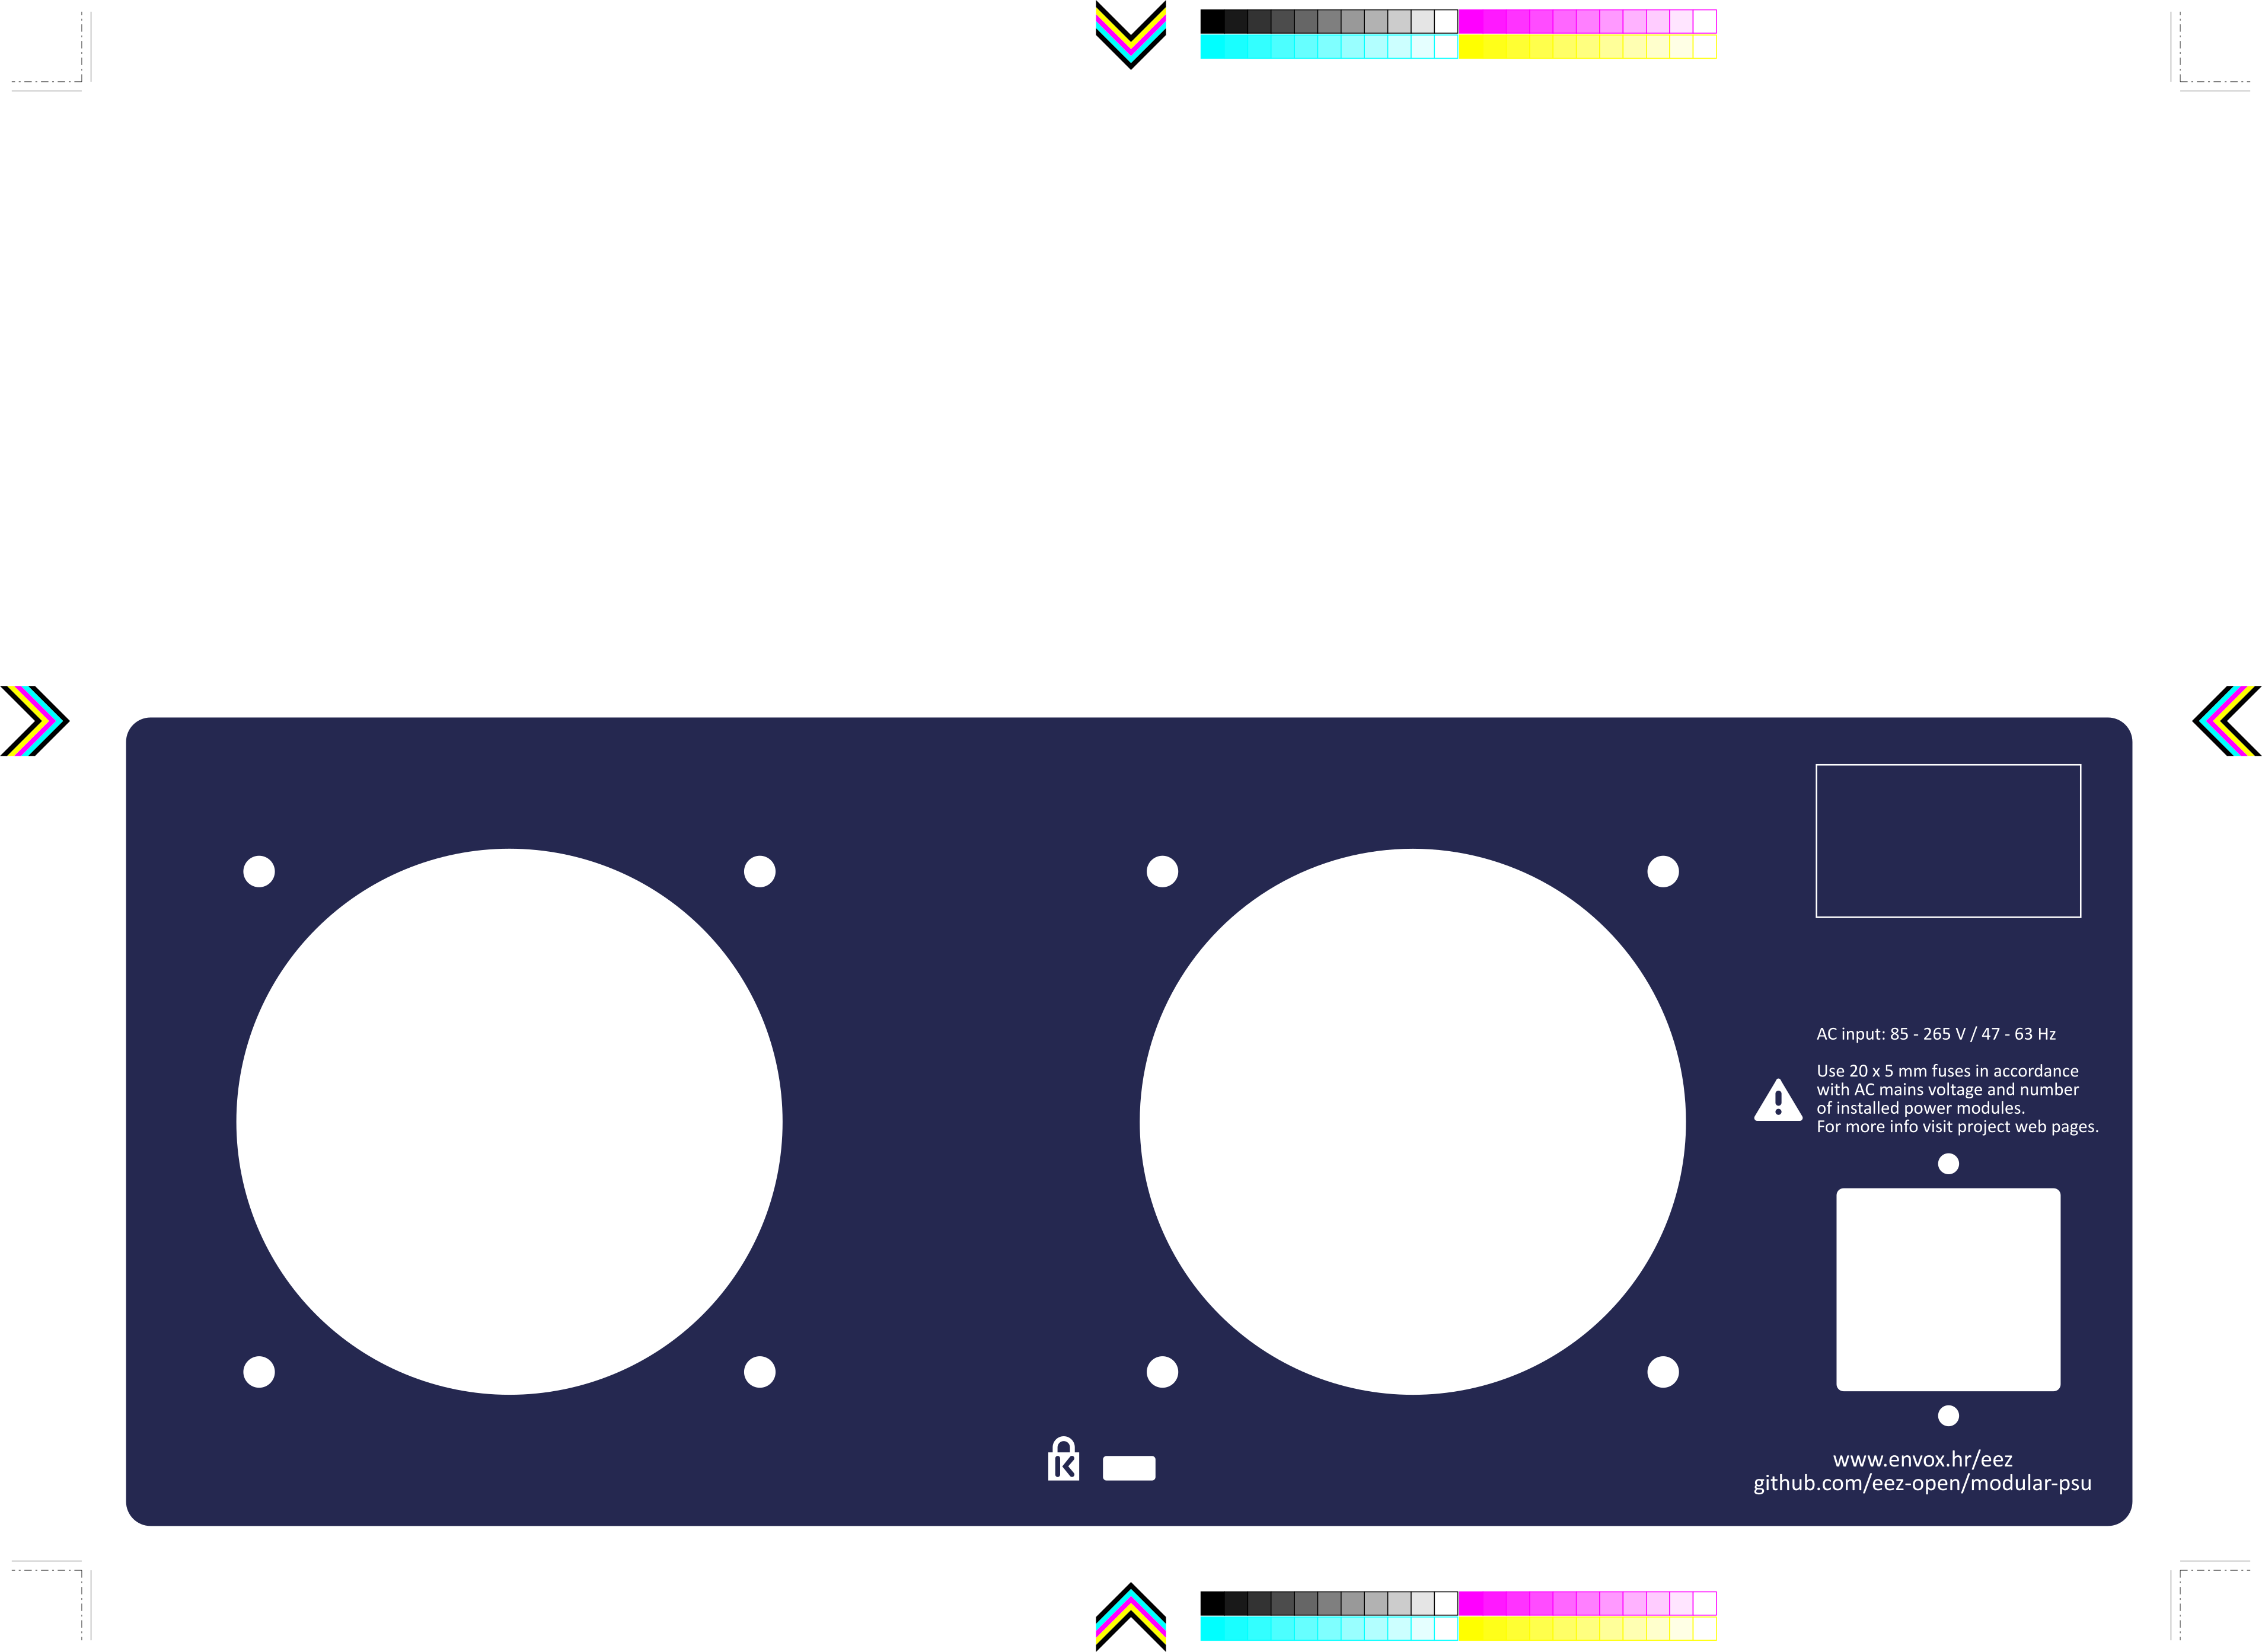 AC input: 85 - 265 V / 47 - 63 Hz
Use 20 x 5 mm fuses in accordance
with AC mains voltage and number
of installed power modules.
For more info visit project web pages.
K
www.envox.hr/eez
github.com/eez-open/modular-psu